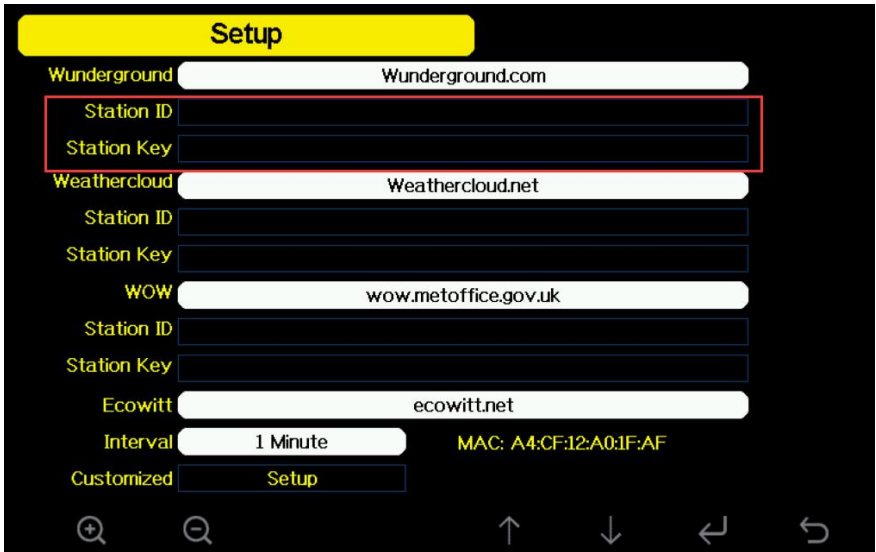 Setup
Wunderground Wunderground.com
Station ID
Station Key
Weathercloud Weathercloud.net
Station ID
Station Key
WOW wow.metoffice.gov.uk
Station ID
Station Key
Ecowitt ecowitt.net
Interval 1 Minute MAC: A4:CF:12:A0:1F:AF
Customized Setup